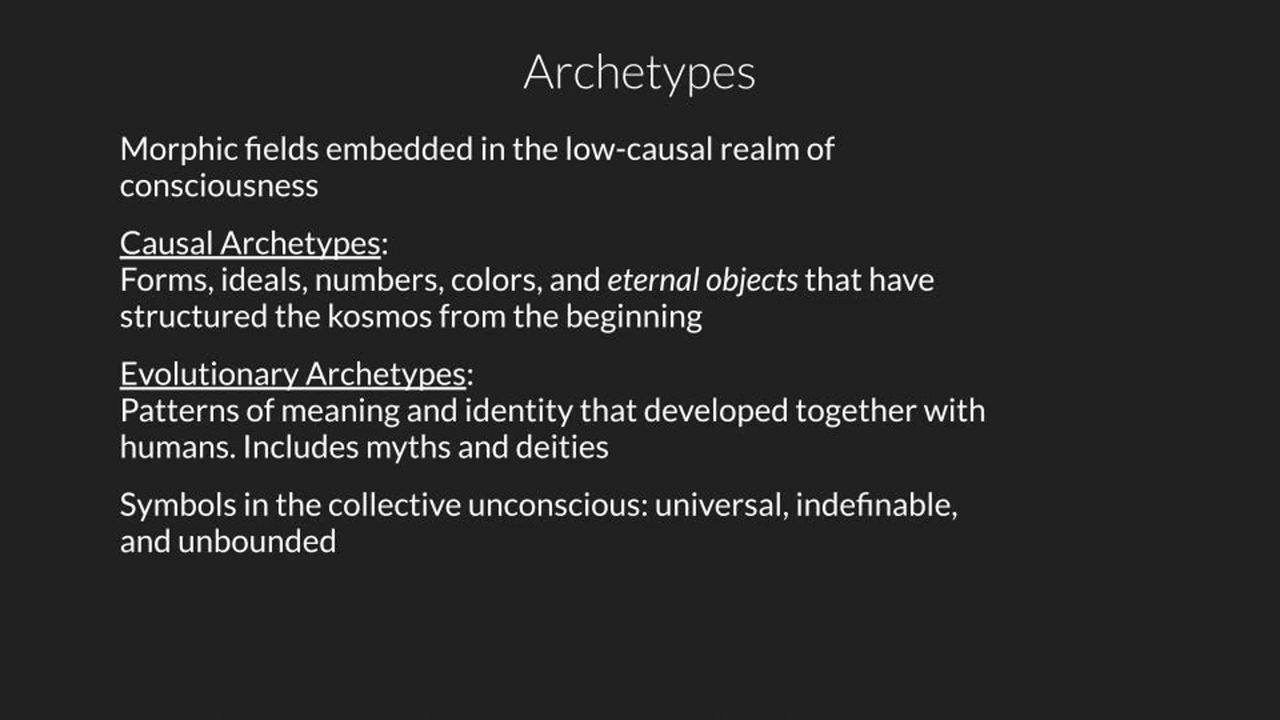 Archetypes
Morphic fields embedded in the low-causal realm of
consciousness
Causal Archetypes:
Forms, ideals, numbers, colors, and eternal objects that have
structured the kosmos from the beginning
Evolutionary Archetypes:
Patterns of meaning and identity that developed together with
humans. Includes myths and deities
Symbols in the collective unconscious: universal, indefinable,
and unbounded